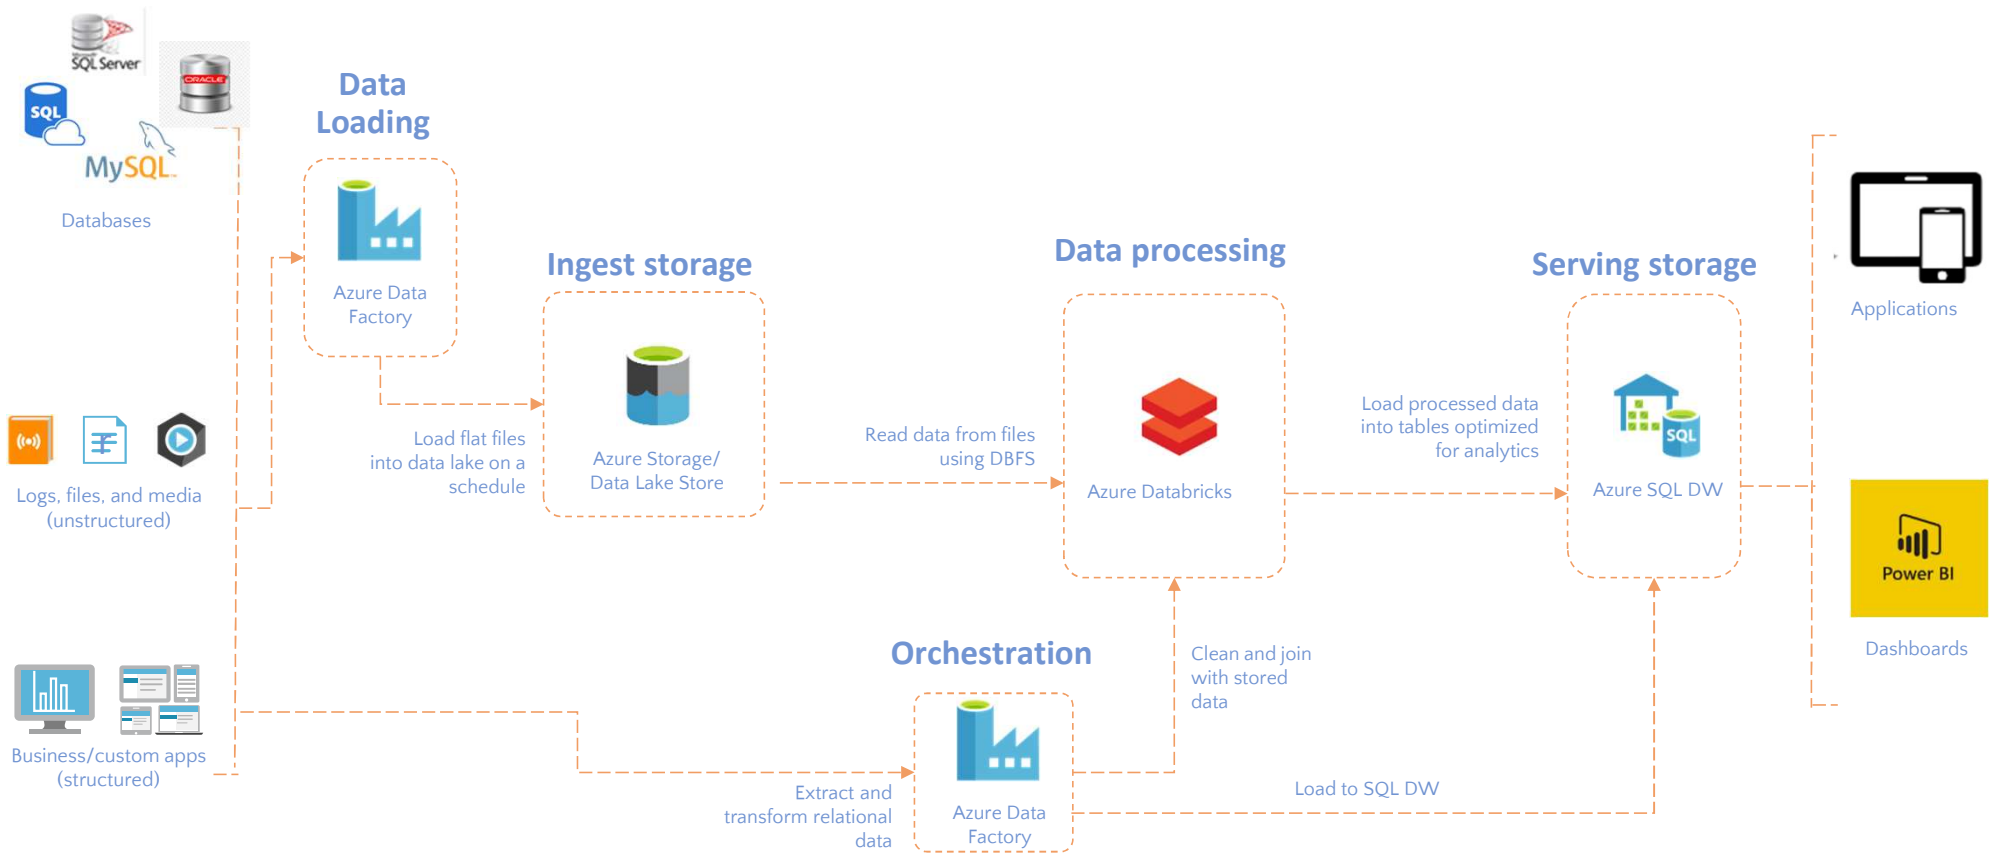 SQL Server
ORACLE
SQL
MySQL
Databases
Logs, files, and media
(unstructured)
Business/custom apps
(structured)
Data
Loading
Azure Data
Factory
Load flat files
into data lake on a
schedule
Ingest storage
Azure Storage/
Data Lake Store
Read data from files
using DBFS
Data processing
Azure Databricks
Load processed data
into tables optimized
for analytics
Serving storage
SQL
Azure SQL DW
Orchestration
Extract and
transform relational
data
Azure Data
Factory
Clean and join
with stored
data
Load to SQL DW
Applications
Power BI
Dashboards